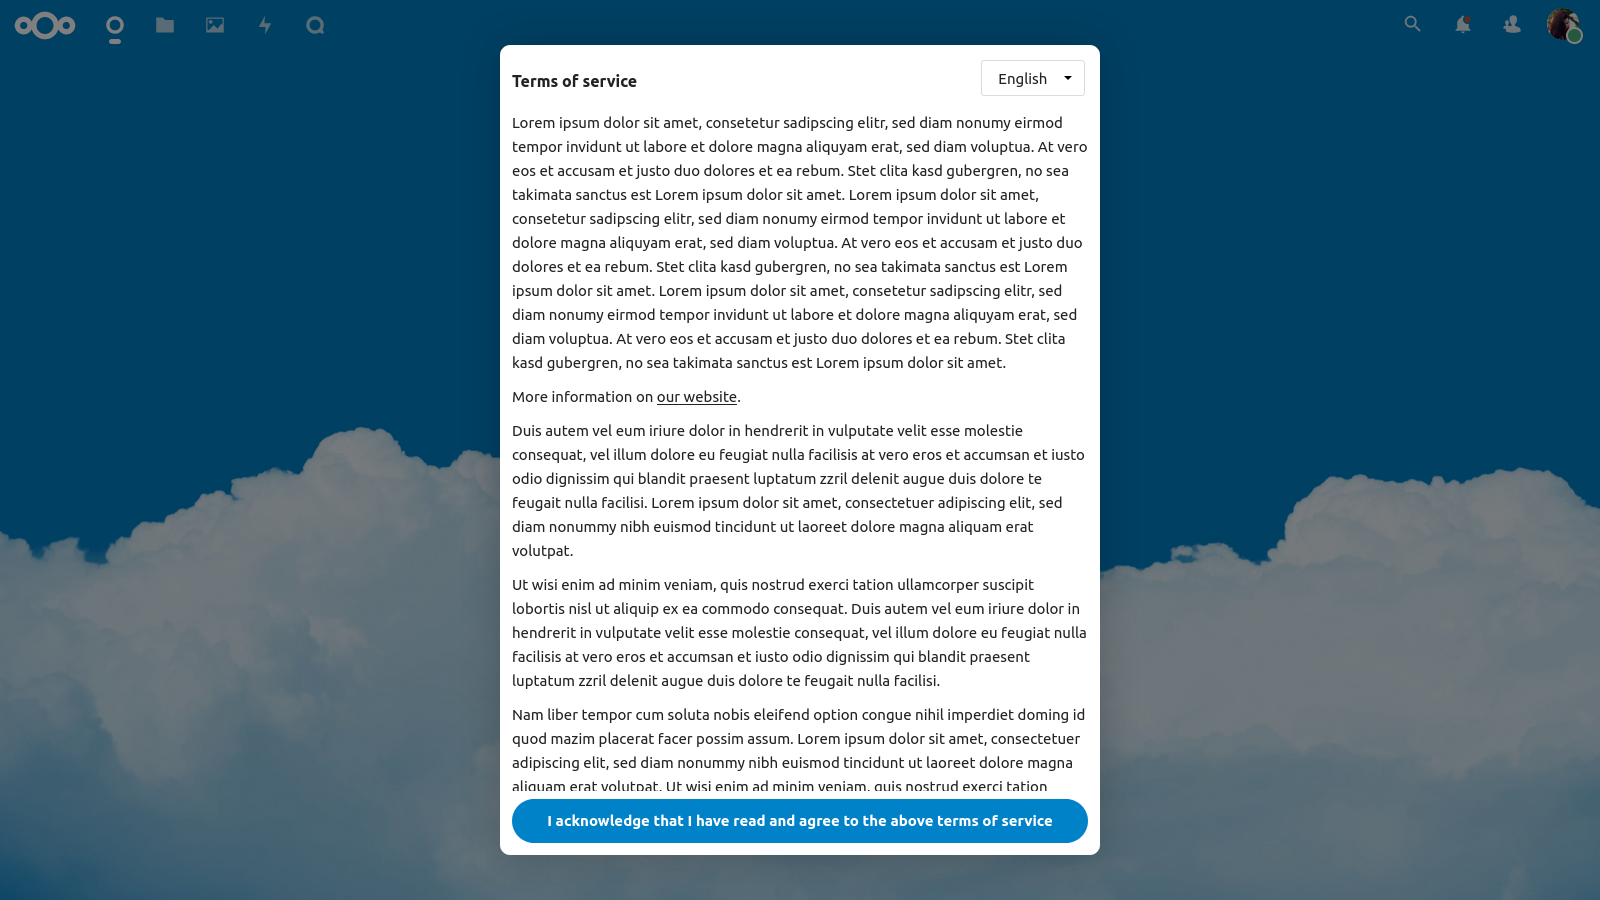 Terms of service
English
Lorem ipsum dolor sit amet, consetetur sadipscing elitr, sed diam nonumy eirmod
tempor invidunt ut labore et dolore magna aliquyam erat, sed diam voluptua. At vero
eos et accusam et justo duo dolores et ea rebum. Stet clita kasd gubergren, no sea
takimata sanctus est Lorem ipsum dolor sit amet. Lorem ipsum dolor sit amet,
consetetur sadipscing elitr, sed diam nonumy eirmod tempor invidunt ut labore et
dolore magna aliquyam erat, sed diam voluptua. At vero eos et accusam et justo duo
dolores et ea rebum. Stet clita kasd gubergren, no sea takimata sanctus est Lorem
ipsum dolor sit amet. Lorem ipsum dolor sit amet, consetetur sadipscing elitr, sed
diam nonumy eirmod tempor invidunt ut labore et dolore magna aliquyam erat, sed
diam voluptua. At vero eos et accusam et justo duo dolores et ea rebum. Stet clita
kasd gubergren, no sea takimata sanctus est Lorem ipsum dolor sit amet.
More information on our website.
Duis autem vel eum iriure dolor in hendrerit in vulputate velit esse molestie
consequat, vel illum dolore eu feugiat nulla facilisis at vero eros et accumsan et iusto
odio dignissim qui blandit praesent luptatum zzril delenit augue duis dolore te
feugait nulla facilisi. Lorem ipsum dolor sit amet, consectetuer adipiscing elit, sed
diam nonummy nibh euismod tincidunt ut laoreet dolore magna aliquam erat
volutpat.
Ut wisi enim ad minim veniam, quis nostrud exerci tation ullamcorper suscipit
lobortis nisl ut aliquip ex ea commodo consequat. Duis autem vel eum iriure dolor in
hendrerit in vulputate velit esse molestie consequat, vel illum dolore eu feugiat nulla
facilisis at vero eros et accumsan et iusto odio dignissim qui blandit praesent
luptatum zzril delenit augue duis dolore te feugait nulla facilisi.
Nam liber tempor cum soluta nobis eleifend option congue nihil imperdiet doming id
quod mazim placerat facer possim assum. Lorem ipsum dolor sit amet, consectetuer
adipiscing elit, sed diam nonummy nibh euismod tincidunt ut laoreet dolore magna
aliquam erat volutpat. Ut wisi enim ad minim veniam, quis nostrud exerci tation
I acknowledge that I have read and agree to the above terms of service